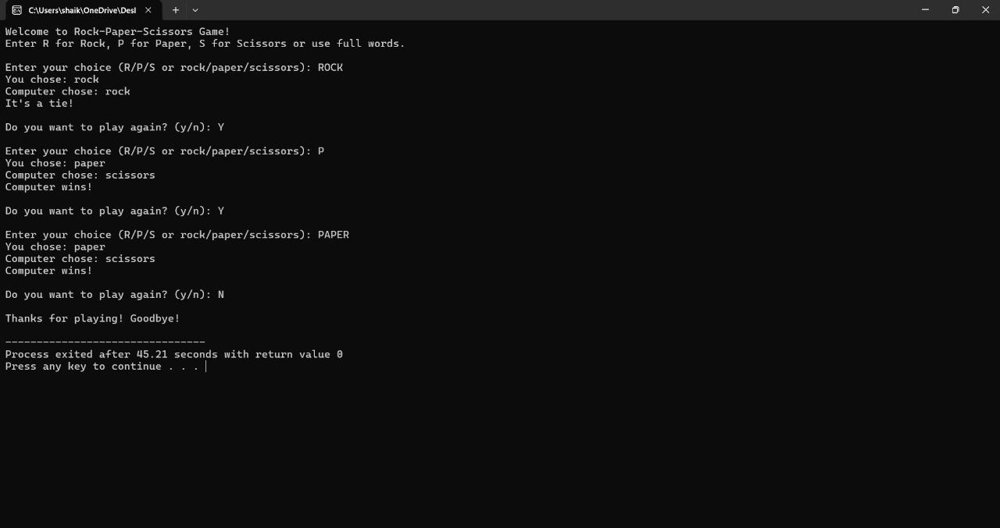 C:\Users\shaik\OneDrive\Desl
Welcome to Rock-Paper-Scissors Game!
Enter R for Rock, P for Paper, S for Scissors or use full words.
Enter your choice (R/P/S or rock/paper/scissors): ROCK
You chose: rock
Computer chose: rock
It's a tie!
Do you want to play again? (y/n): Y
Enter your choice (R/P/S or rock/paper/scissors): P
You chose: paper
Computer chose: scissors
Computer wins!
Do you want to play again? (y/n): Y
Enter your choice (R/P/S or rock/paper/scissors): PAPER
You chose: paper
Computer chose: scissors
Computer wins!
Do you want to play again? (y/n): N
Thanks for playing! Goodbye!
--------------------------------
Process exited after 45.21 seconds with return value 0
Press any key to continue . . .